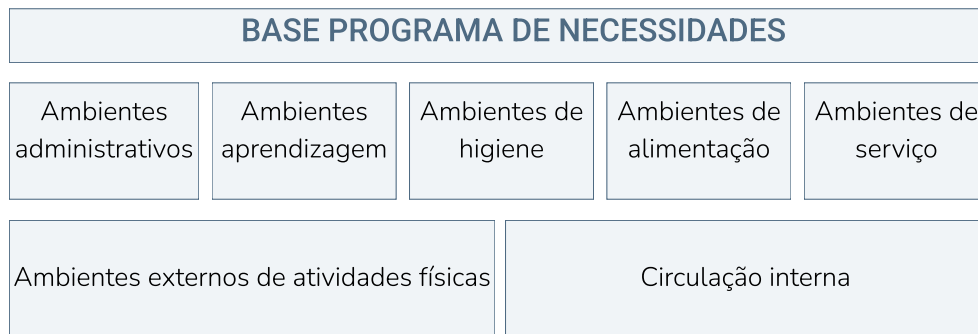 BASE PROGRAMA DE NECESSIDADES
Ambientes
administrativos
Ambientes
aprendizagem
Ambientes de
higiene
Ambientes de
alimentação
Ambientes de
serviço
Ambientes externos de atividades físicas
Circulação interna